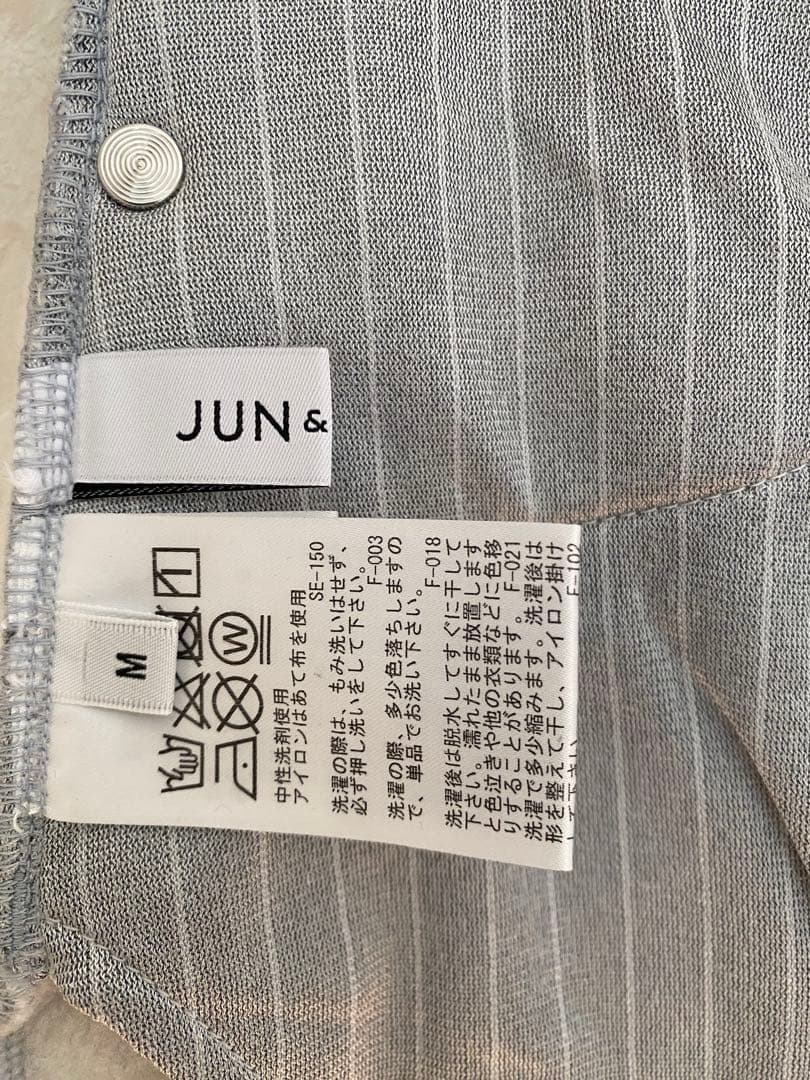 JUN &
M
W
中性洗剤使用
アイロンはあて布を使用
SE-150
洗濯の際は、もみ洗いはせず、
必ず押し洗いをして下さい。
F-003
洗濯の際、多少色落ちしますの
で、単品でお洗い下さい。
F-018
洗濯後は脱水してすぐに干して
下さい。濡れたまま放置します
と色泣きや他の衣類などに色移
りすることがあります。
F-021
洗濯で多少縮みます。洗濯後は
形を整えて干し、アイロン掛け
F-102
して下さい